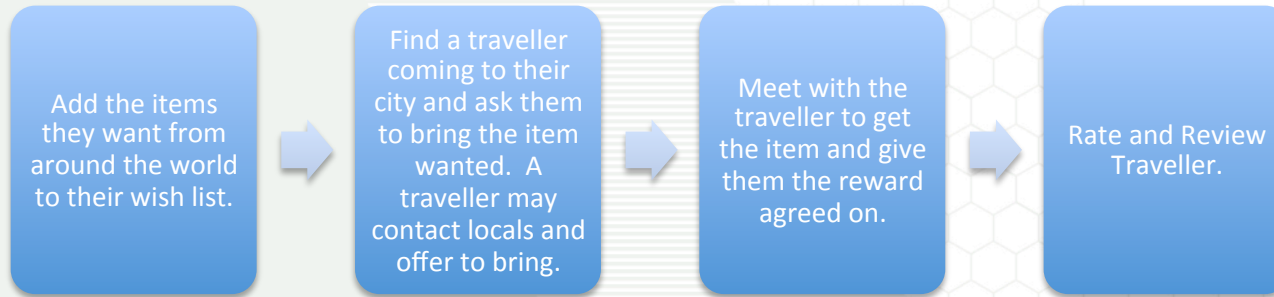 Add the items
they want from
around the world
to their wish list.
Find a traveller
coming to their
city and ask them
to bring the item
wanted.  A
traveller may
contact locals and
offer to bring.
Meet with the
traveller to get
the item and give
them the reward
agreed on.
Rate and Review
Traveller.